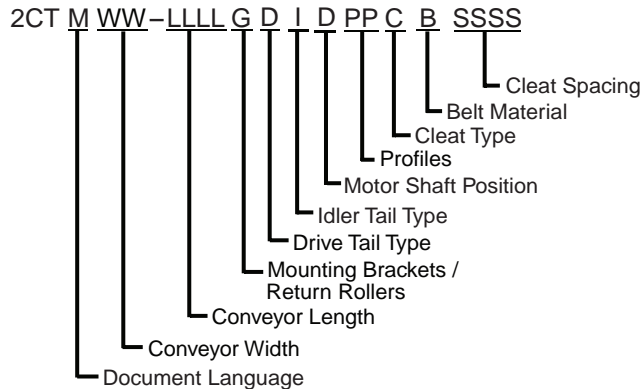 2CT M WW–LLLL G D I D PP C B SSSS
Cleat Spacing
Belt Material
Cleat Type
Profiles
Motor Shaft Position
Idler Tail Type
Drive Tail Type
Mounting Brackets /
Return Rollers
Conveyor Length
Conveyor Width
Document Language